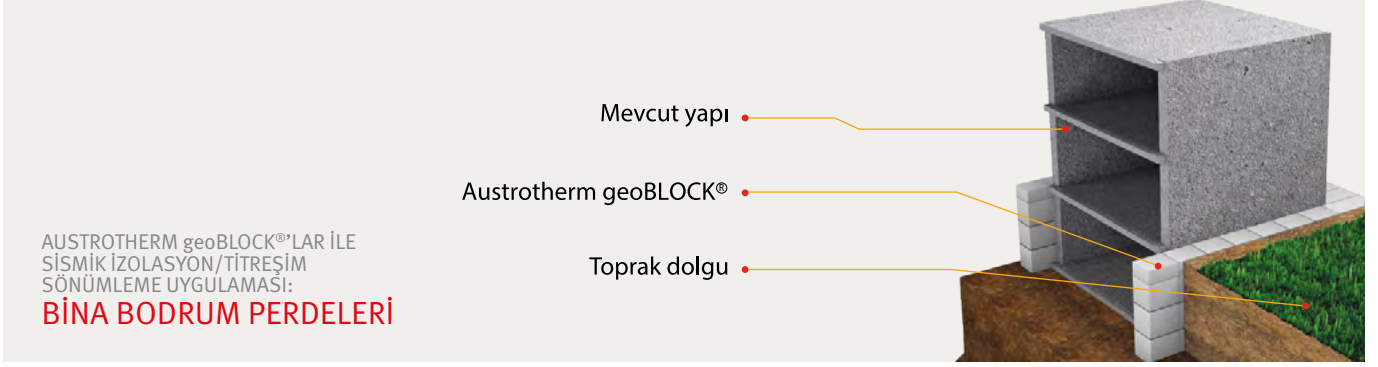 Mevcut yapı
Austrotherm geoBLOCK®
Toprak dolgu
AUSTROTHERM geoBLOCK®'LAR İLE
SİSMİK İZOLASYON/TİTREŞİM
SÖNÜMLEME UYGULAMASI:
BİNA BODRUM PERDELERİ